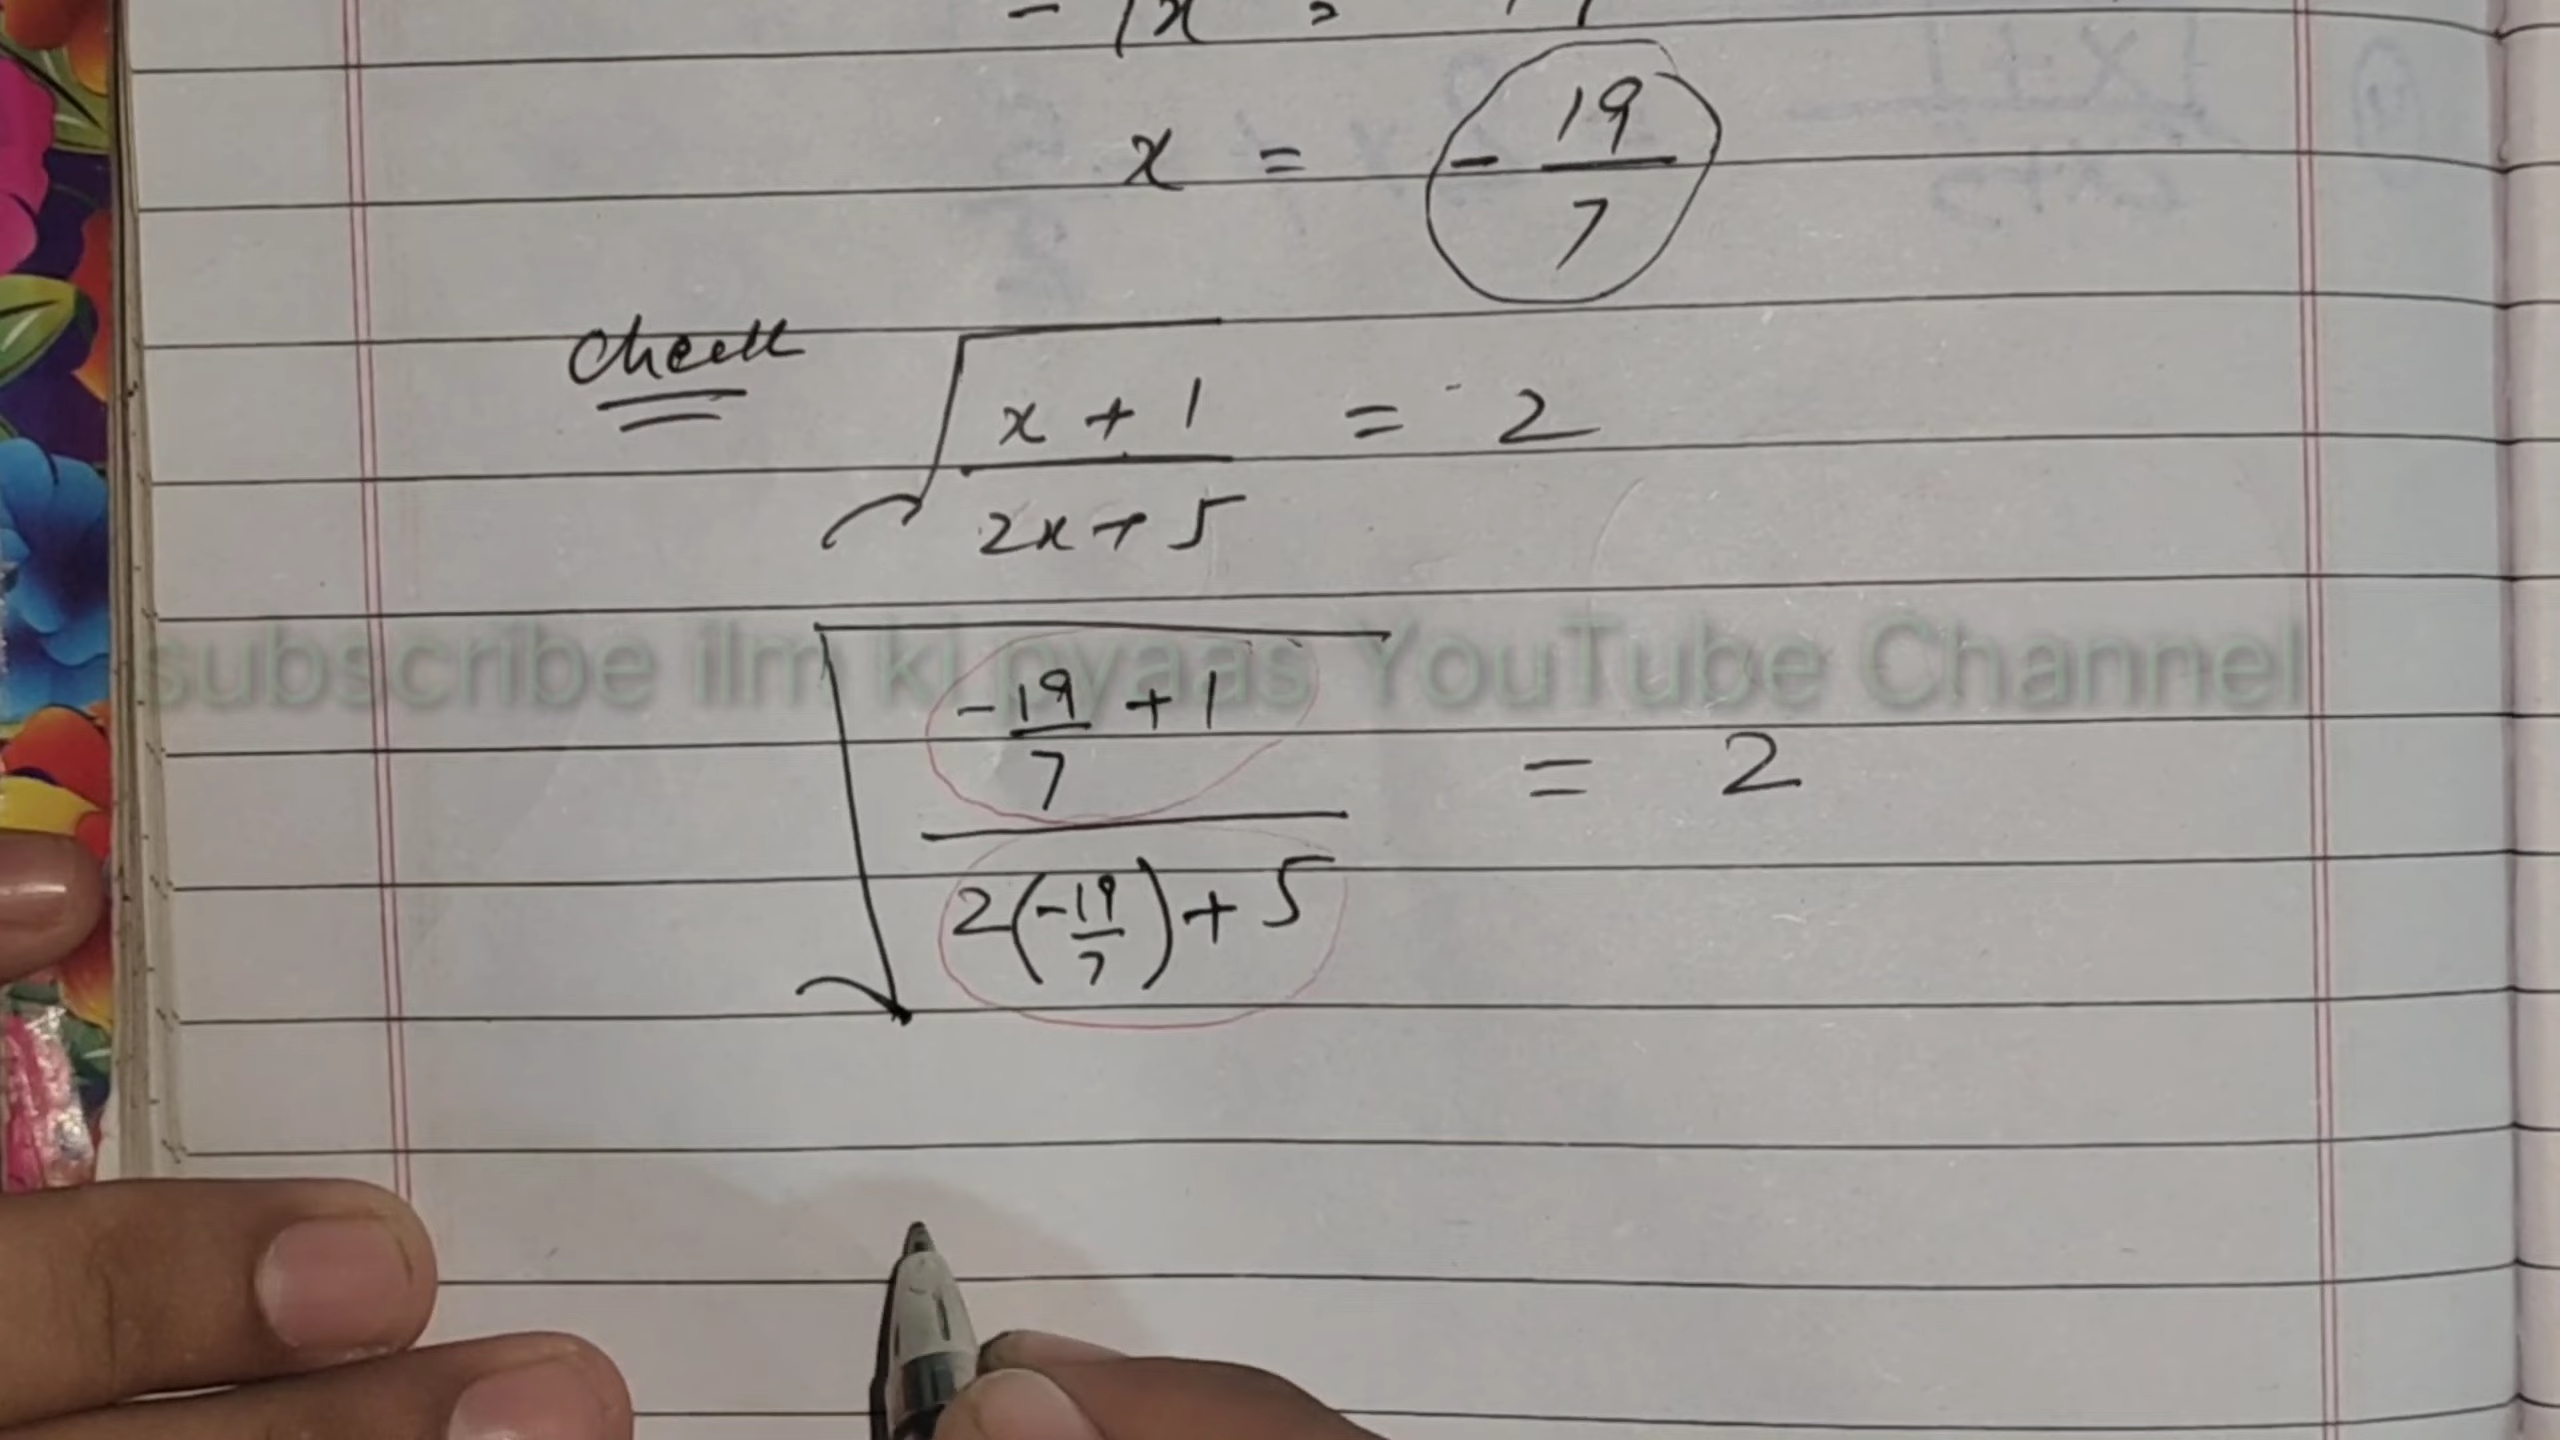 x = - 19/7
Check √((x + 1)/(2x + 5)) = 2
subscribe ilm ki pyaas YouTube Channel
√((-19/7 + 1)/(2(-19/7) + 5)) = 2